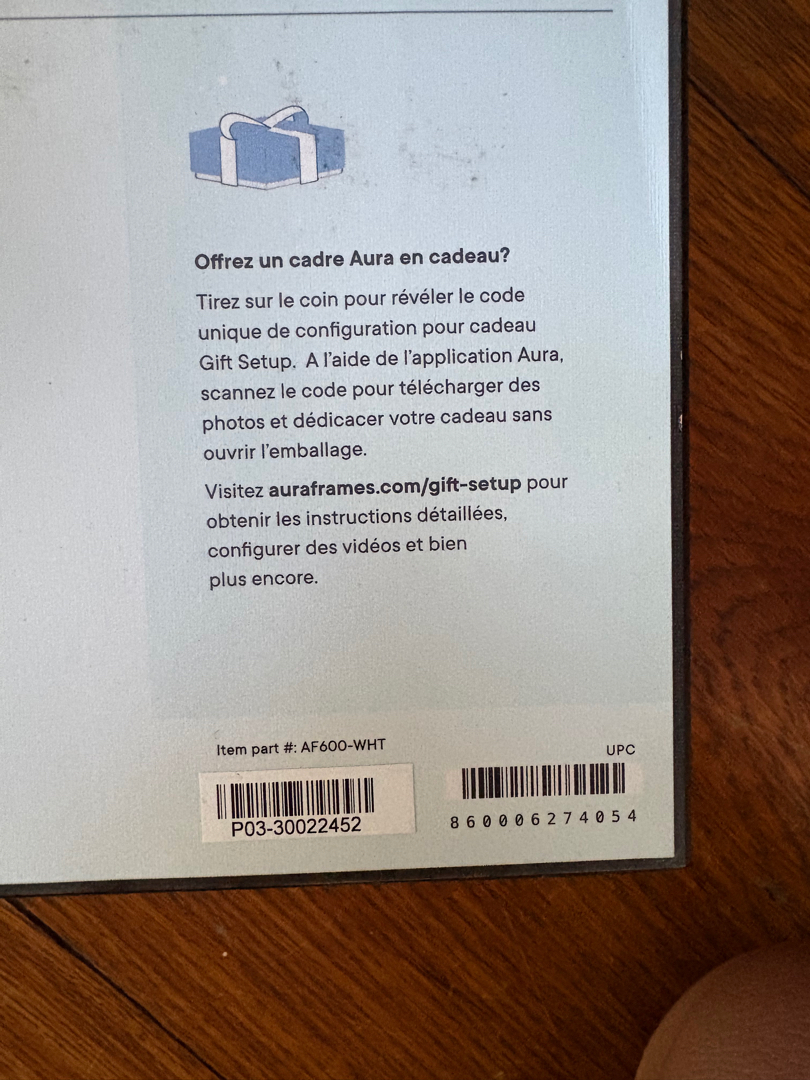 Offrez un cadre Aura en cadeau?
Tirez sur le coin pour révéler le code
unique de configuration pour cadeau
Gift Setup. A l'aide de l'application Aura,
scannez le code pour télécharger des
photos et dédicacer votre cadeau sans
ouvrir l'emballage.
Visitez auraframes.com/gift-setup pour
obtenir les instructions détaillées,
configurer des vidéos et bien
plus encore.
Item part #: AF600-WHT
P03-30022452
UPC
860006274054